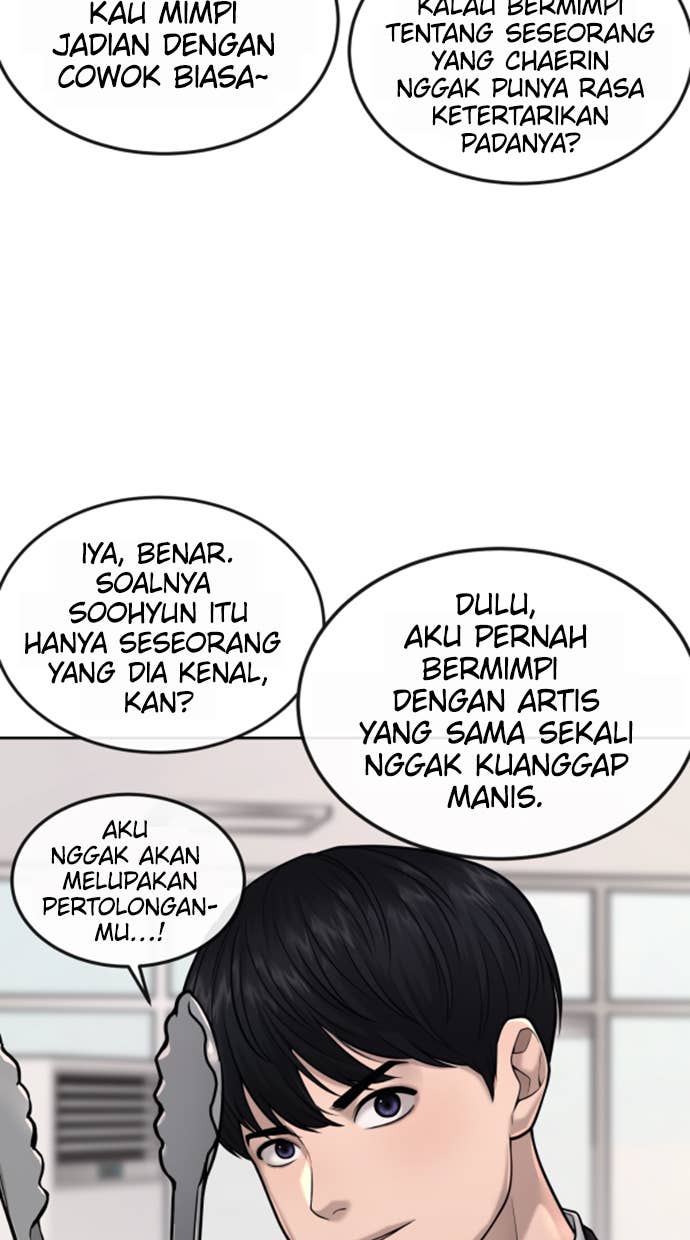 KAU MIMPI
JADIAN DENGAN
COWOK BIASA~
KALAU BERMIMPI
TENTANG SESEORANG
YANG CHAERIN
NGGAK PUNYA RASA
KETERTARIKAN
PADANYA?
IYA, BENAR.
SOALNYA
SOOHYUN ITU
HANYA SESEORANG
YANG DIA KENAL,
KAN?
DULU,
AKU PERNAH
BERMIMPI
DENGAN ARTIS
YANG SAMA SEKALI
NGGAK KUANGGAP
MANIS.
AKU
NGGAK AKAN
MELUPAKAN
PERTOLONGAN-
MU...!